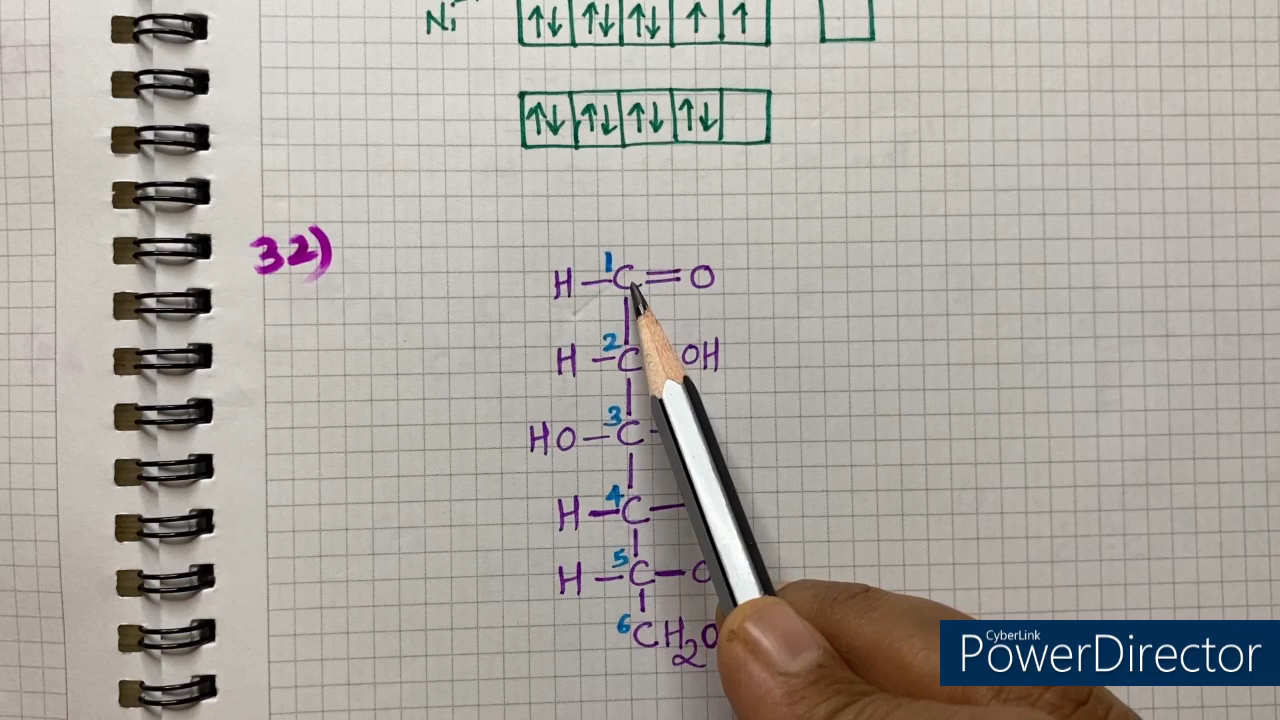 Ni
↑↓ ↑↓ ↑↓ ↑ ↑
↑↓ ↑↓ ↑↓ ↑↓
32)
1
H—C=O
2
H—C OH
3
HO—C-
4
H—C—
5
H—C—O
6
CH2O
CyberLink
PowerDirector